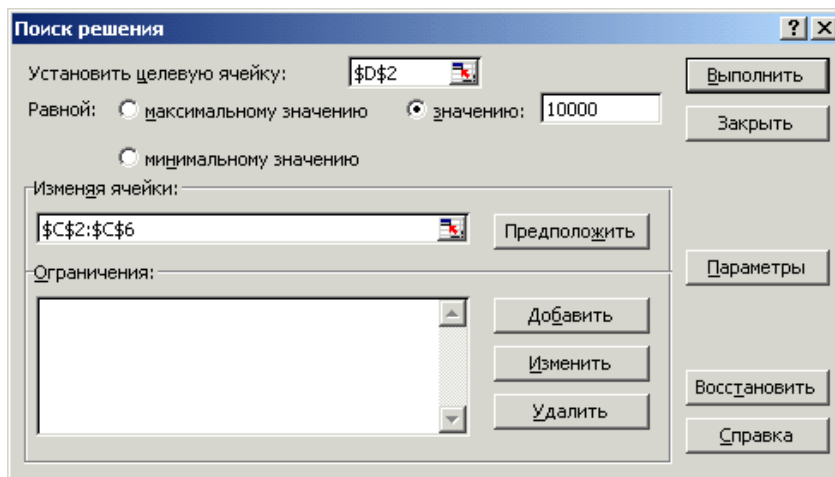 Поиск решения
Установить целевую ячейку: $D$2
Выполнить
Равной: максимальному значению значению: 10000
Закрыть
минимальному значению
Изменяя ячейки:
$C$2:$C$6
Предположить
Параметры
Ограничения:
Добавить
Изменить
Удалить
Восстановить
Справка